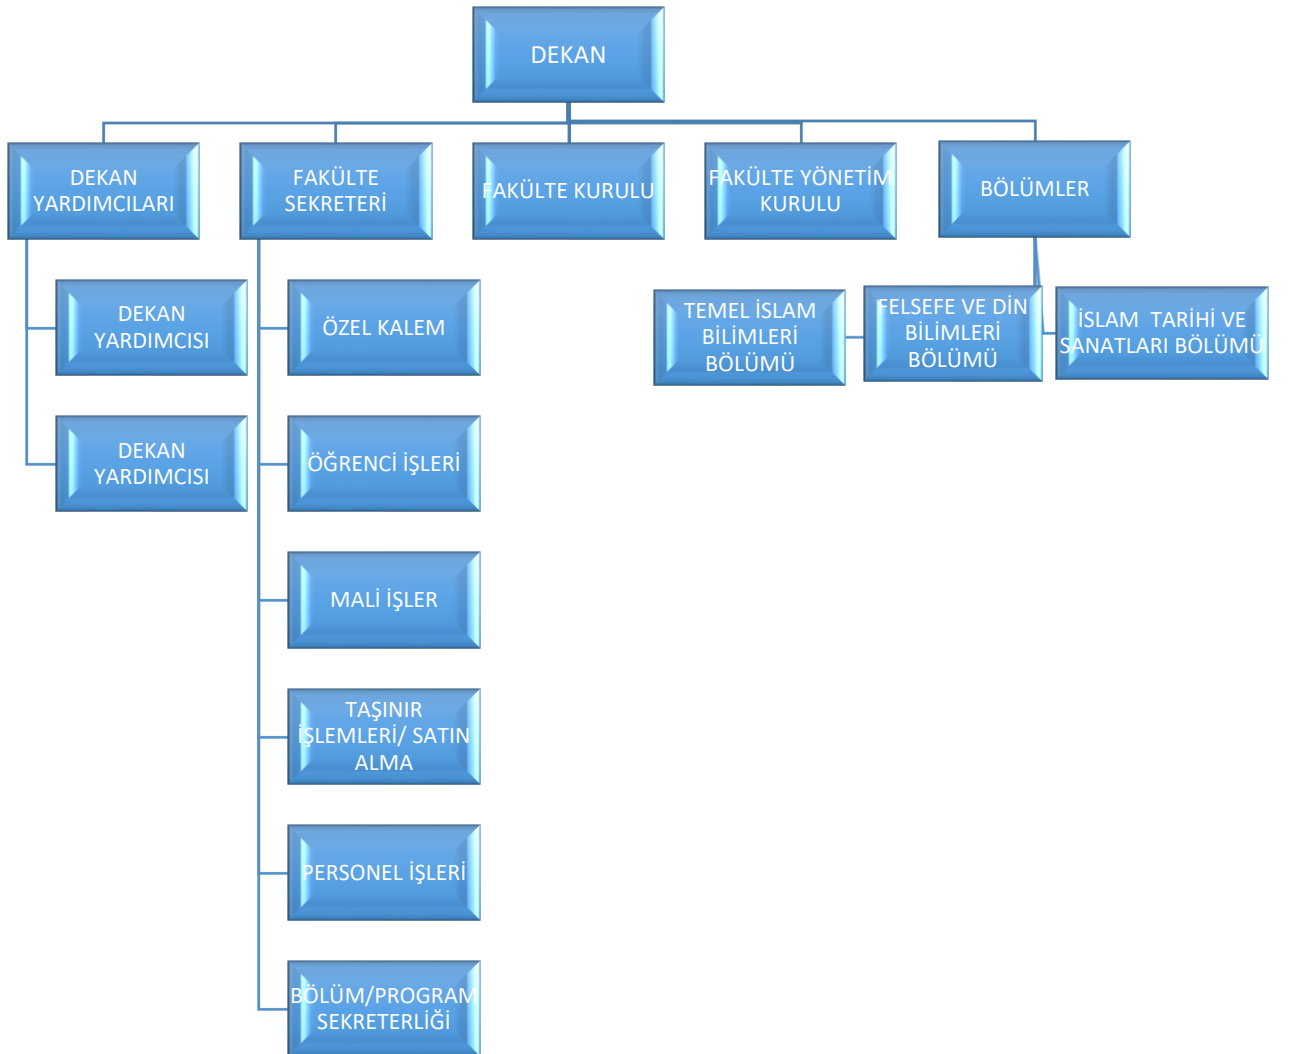 DEKAN
DEKAN
YARDIMCILARI
FAKÜLTE
SEKRETERİ
FAKÜLTE KURULU
FAKÜLTE YÖNETİM
KURULU
BÖLÜMLER
DEKAN
YARDIMCISI
DEKAN
YARDIMCISI
ÖZEL KALEM
ÖĞRENCİ İŞLERİ
MALİ İŞLER
TAŞINIR
İŞLEMLERİ/ SATIN
ALMA
PERSONEL İŞLERİ
BÖLÜM/PROGRAM
SEKRETERLİĞİ
TEMEL İSLAM
BİLİMLERİ
BÖLÜMÜ
FELSEFE VE DİN
BİLİMLERİ
BÖLÜMÜ
İSLAM  TARİHİ VE
SANATLARI BÖLÜMÜ